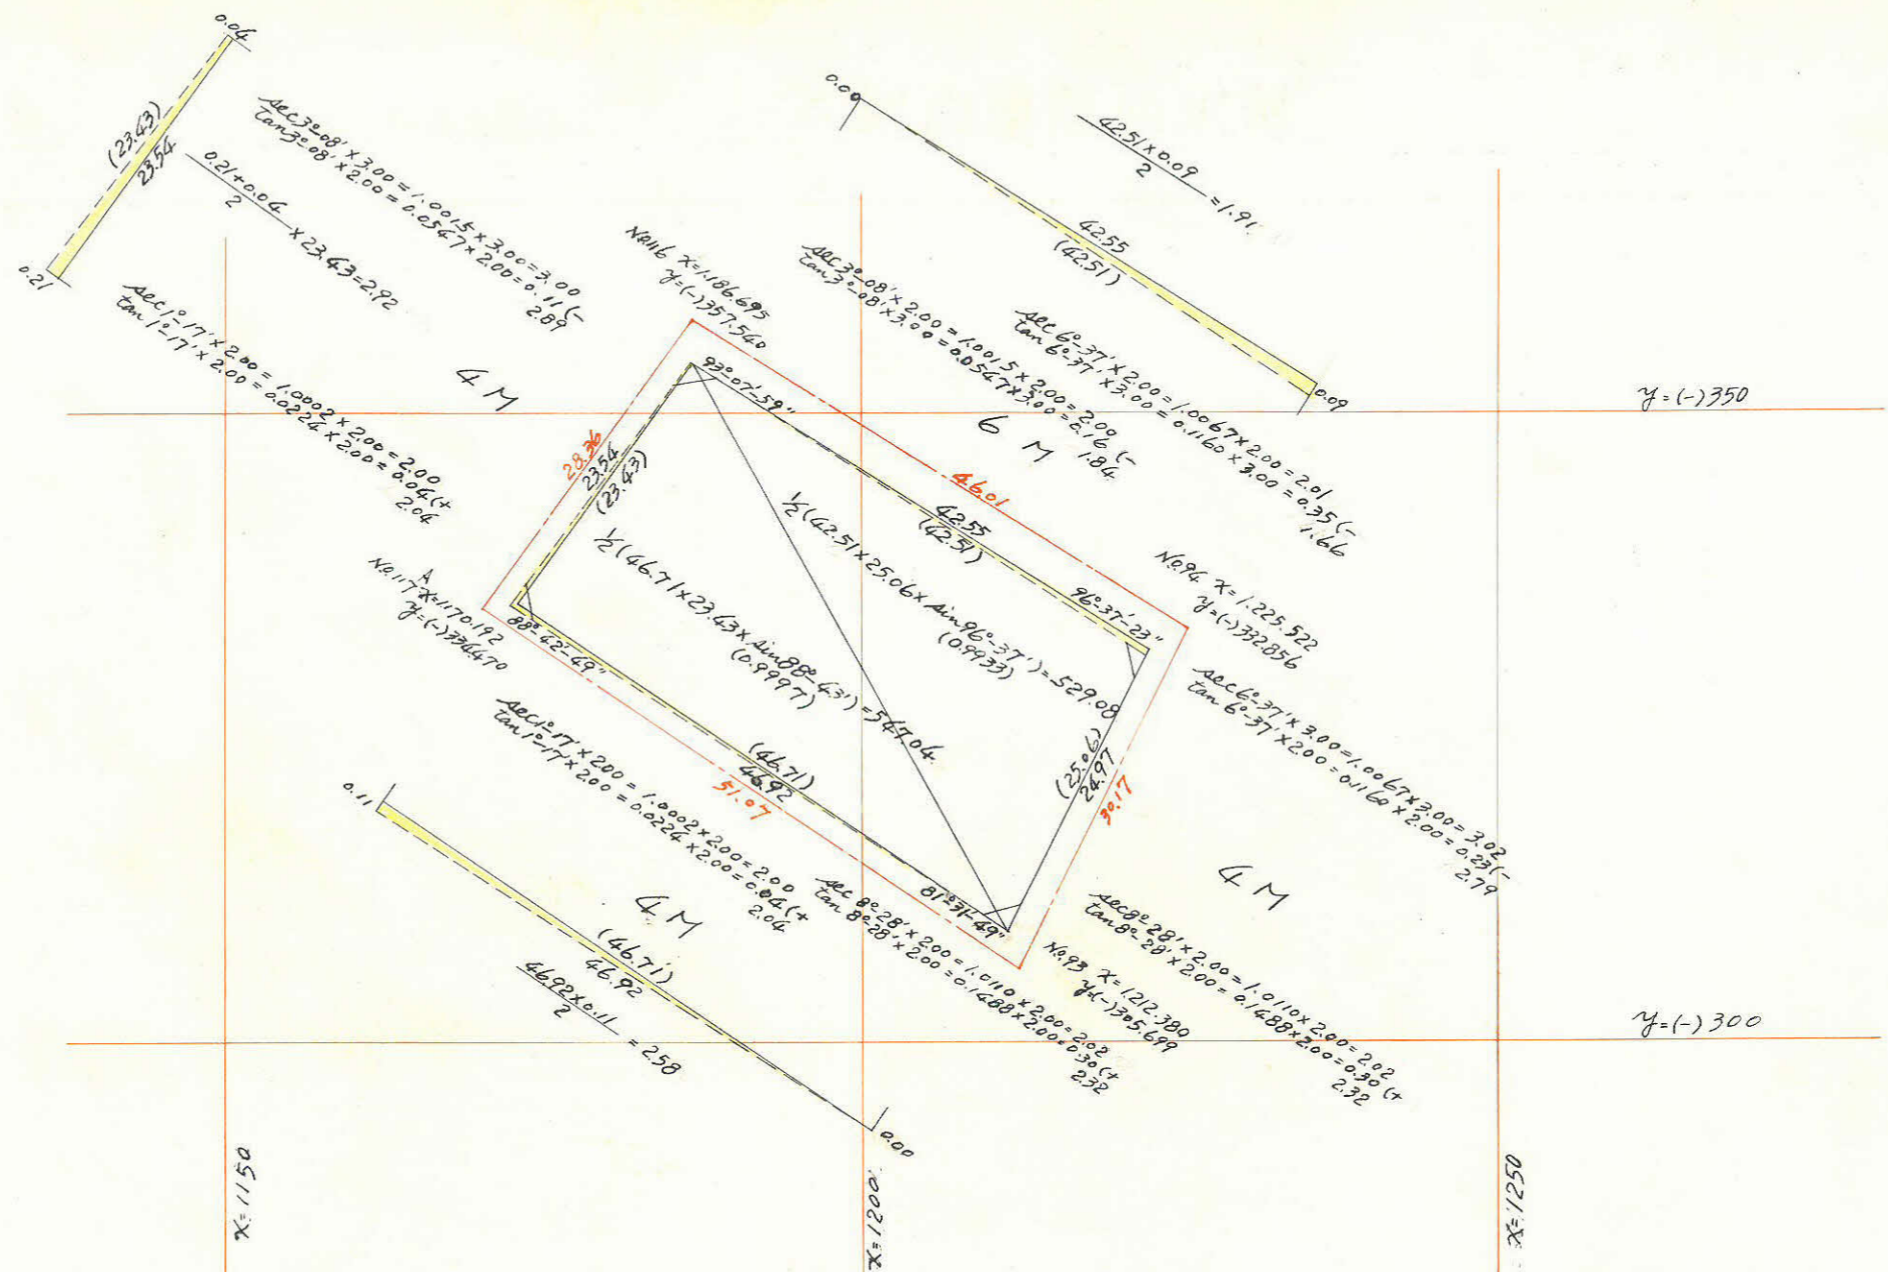 0.04
(23.43)
23.54
0.21
0.21+0.04
2
×23.43=2.92
sec3°-08'×3.00=1.0015×3.00=3.00
tan3°-08'×2.00=0.0547×2.00=0.11(-
2.89
sec1°-17'×2.00=1.0002×2.00=2.00
tan1°-17'×2.00=0.0224×2.00=0.04(+
2.04
4 M
0.00
42.55
(42.51)
0.09
42.51×0.09
2
=1.91
No.116 X=1.186.695
y=(-)357.540
sec3°-08'×2.00=1.0015×2.00=2.00
tan3°-08'×3.00=0.0547×3.00=0.16(-
1.84
sec6°-37'×2.00=1.0067×2.00=2.01
tan6°-37'×3.00=0.1160×3.00=0.35(-
1.66
6 M
y=(-)350
93°-07'-59"
28.36
23.54
(23.43)
46.01
42.55
(42.51)
½(42.51×25.06×sin96°-37')=529.08
(0.9933)
½(46.71×23.43×sin88°-43')=547.04
(0.9997)
96°-37'-23"
No.94 X=1.225.522
y=(-)332.856
No.117A X=1.170.192
y=(-)334.470
88°-42'-49"
(46.71)
46.92
51.07
(25.06)
24.97
30.17
81°-31'-49"
sec6°-37'×3.00=1.0067×3.00=3.02
tan6°-37'×2.00=0.1160×2.00=0.23(-
2.79
sec1°-17'×2.00=1.0002×2.00=2.00
tan1°-17'×2.00=0.0224×2.00=0.04(+
2.04
4 M
sec8°-28'×2.00=1.0110×2.00=2.02
tan8°-28'×2.00=0.1488×2.00=0.30(+
2.32
No.93 X=1.212.380
y=(-)305.699
4 M
sec8°-28'×2.00=1.0110×2.00=2.02
tan8°-28'×2.00=0.1488×2.00=0.30(+
2.32
0.11
(46.71)
46.92
0.00
46.92×0.11
2
=2.58
y=(-)300
X=1150
X=1200
X=1250